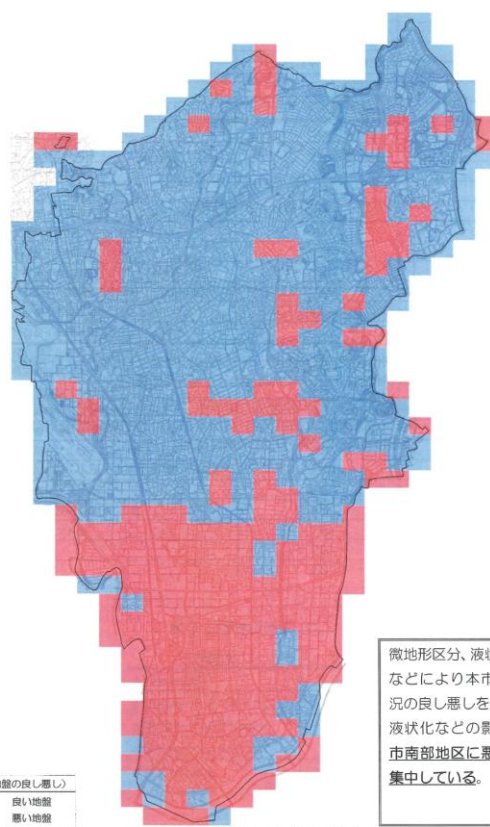 微地形区分、液状
などにより本市
況の良し悪しを
液状化などの影
市南部地区に悪
集中している。
盤の良し悪し)
良い地盤
悪い地盤